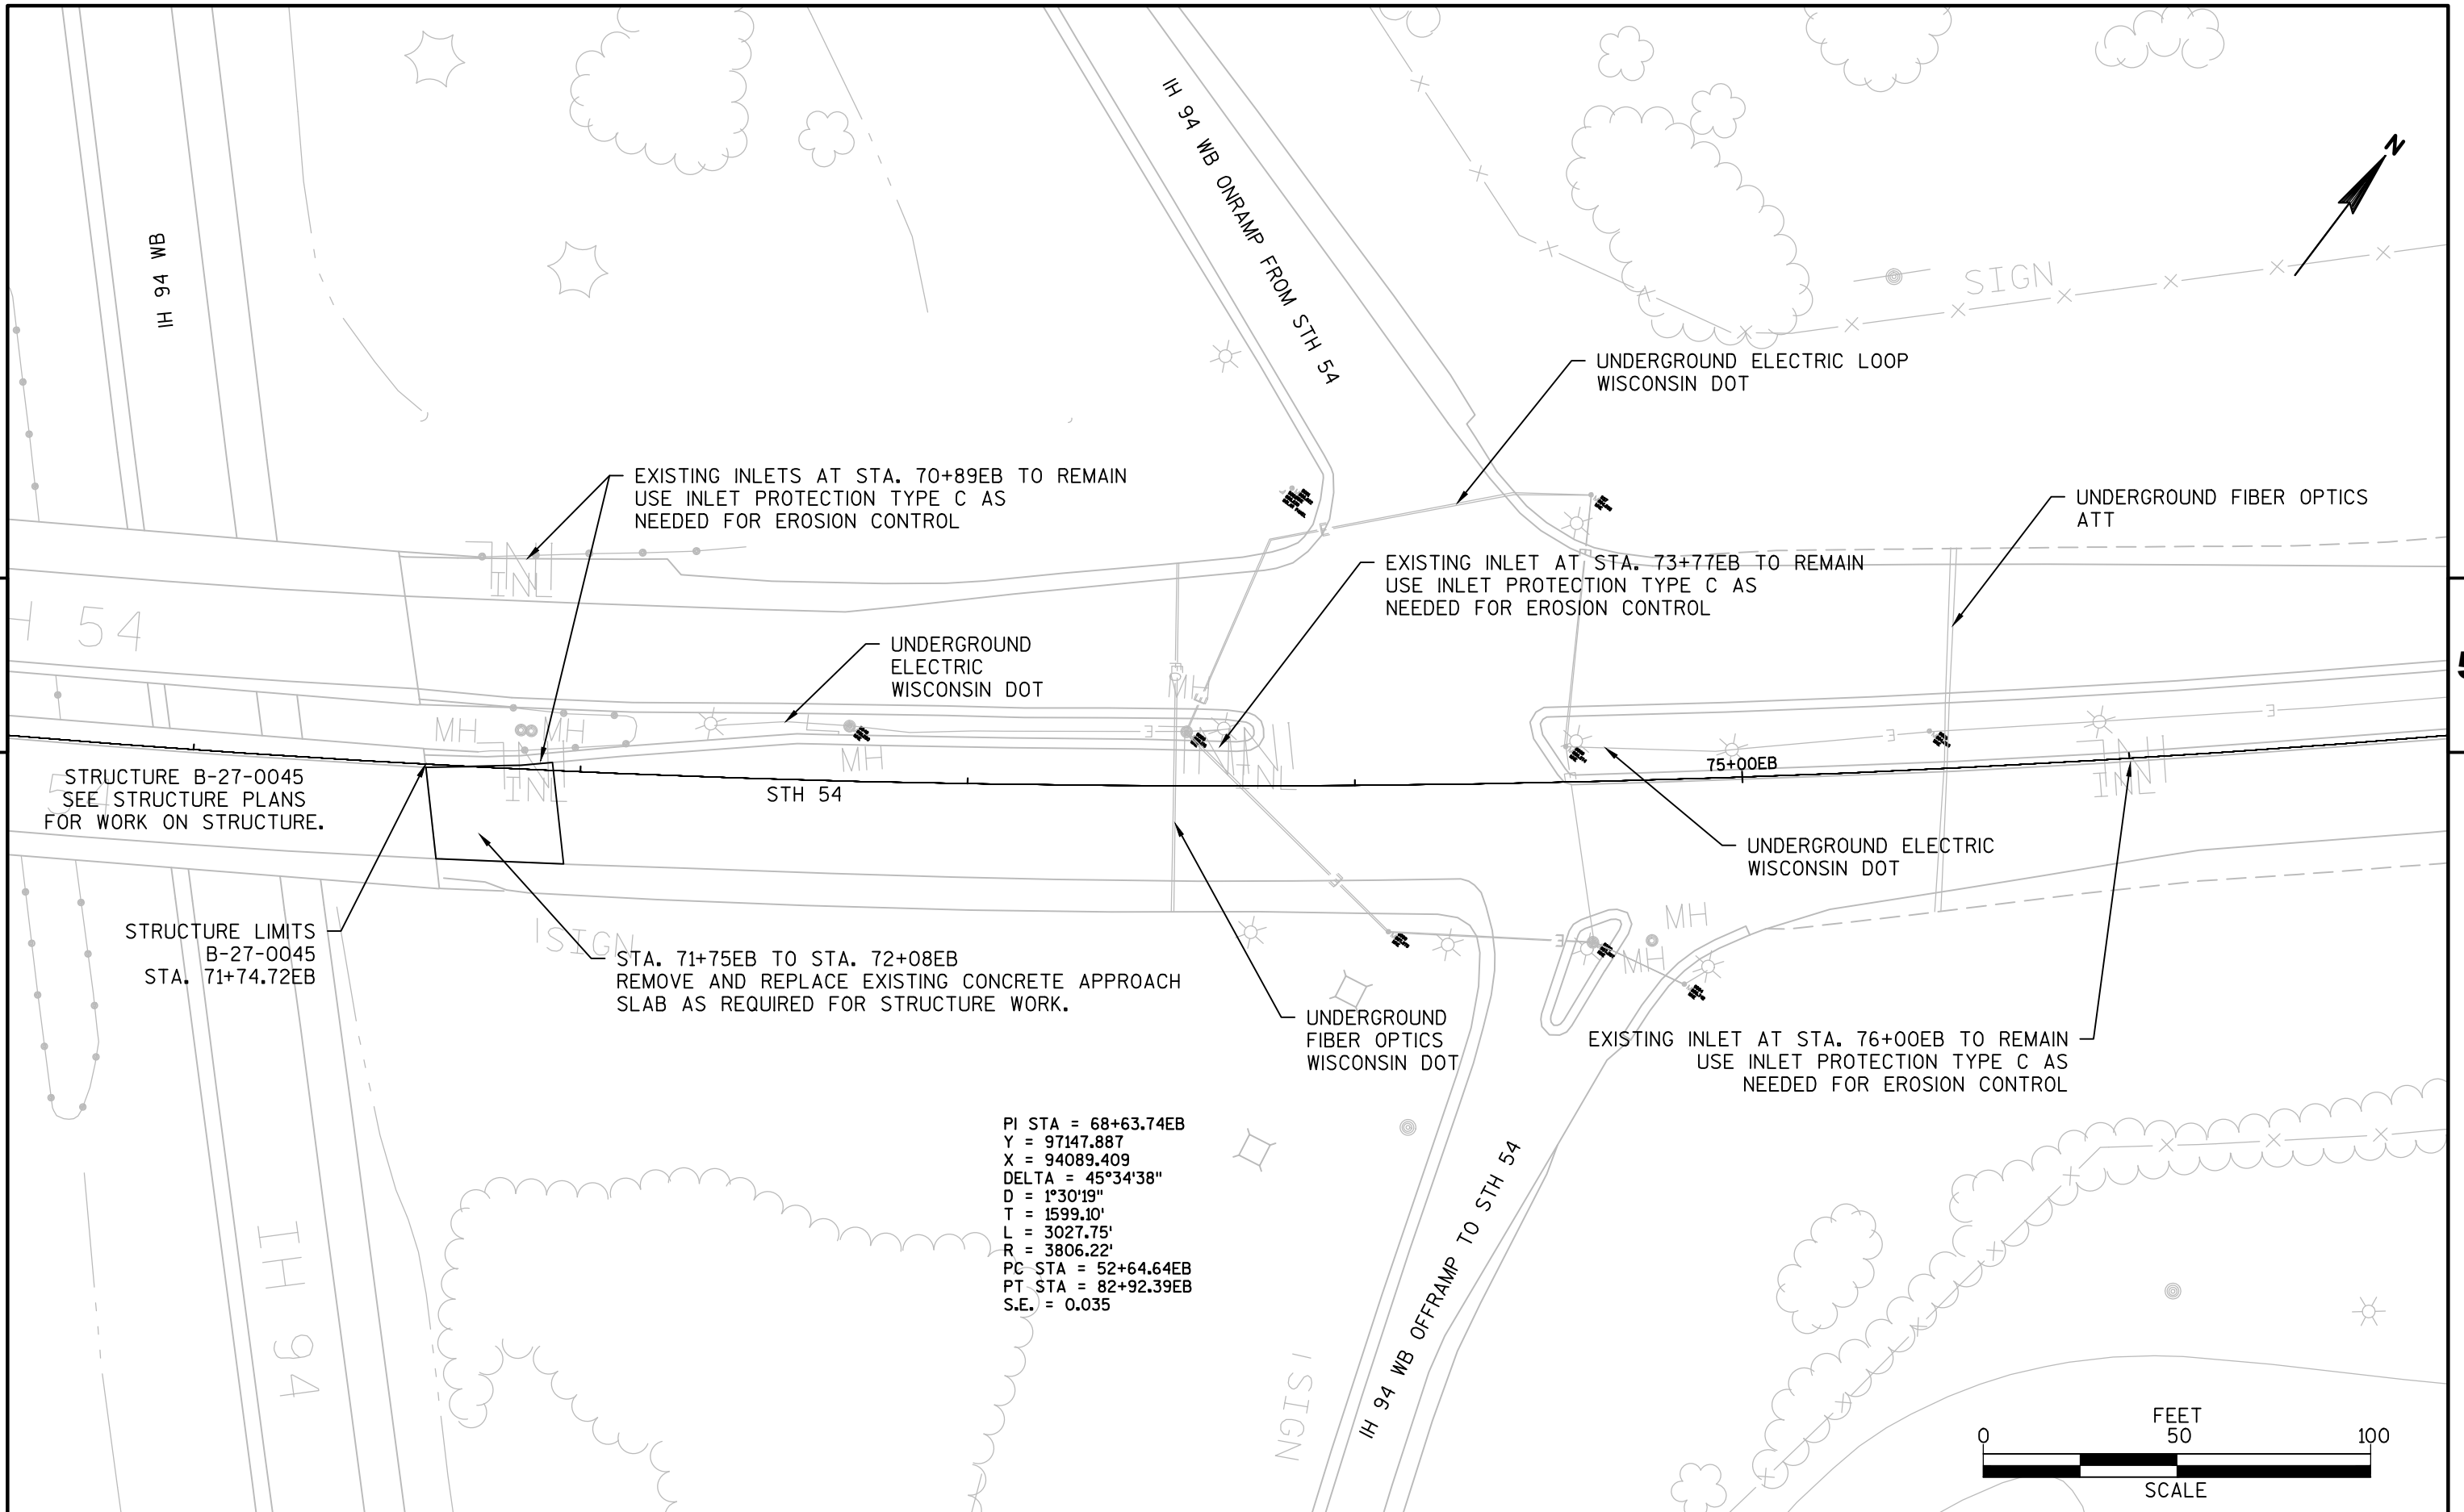 IH 94 WB
IH 94 WB ONRAMP FROM STH 54
N
SIGN
UNDERGROUND ELECTRIC LOOP
WISCONSIN DOT
EXISTING INLETS AT STA. 70+89EB TO REMAIN
USE INLET PROTECTION TYPE C AS
NEEDED FOR EROSION CONTROL
UNDERGROUND FIBER OPTICS
ATT
EXISTING INLET AT STA. 73+77EB TO REMAIN
USE INLET PROTECTION TYPE C AS
NEEDED FOR EROSION CONTROL
INL
H 54
UNDERGROUND
ELECTRIC
WISCONSIN DOT
E
E
E
E
E
MH
MH
MH
MH
INL
INL
INL
75+00EB
STH 54
STRUCTURE B-27-0045
SEE STRUCTURE PLANS
FOR WORK ON STRUCTURE.
UNDERGROUND ELECTRIC
WISCONSIN DOT
E
E
MH
MH
STRUCTURE LIMITS
B-27-0045
STA. 71+74.72EB
SIGN
STA. 71+75EB TO STA. 72+08EB
REMOVE AND REPLACE EXISTING CONCRETE APPROACH
SLAB AS REQUIRED FOR STRUCTURE WORK.
UNDERGROUND
FIBER OPTICS
WISCONSIN DOT
EXISTING INLET AT STA. 76+00EB TO REMAIN
USE INLET PROTECTION TYPE C AS
NEEDED FOR EROSION CONTROL
PI STA = 68+63.74EB
Y = 97147.887
X = 94089.409
DELTA = 45°34'38"
D = 1°30'19"
T = 1599.10'
L = 3027.75'
R = 3806.22'
PC STA = 52+64.64EB
PT STA = 82+92.39EB
S.E. = 0.035
IH 94
SIGN
IH 94 WB OFFRAMP TO STH 54
FEET
0 50 100
SCALE